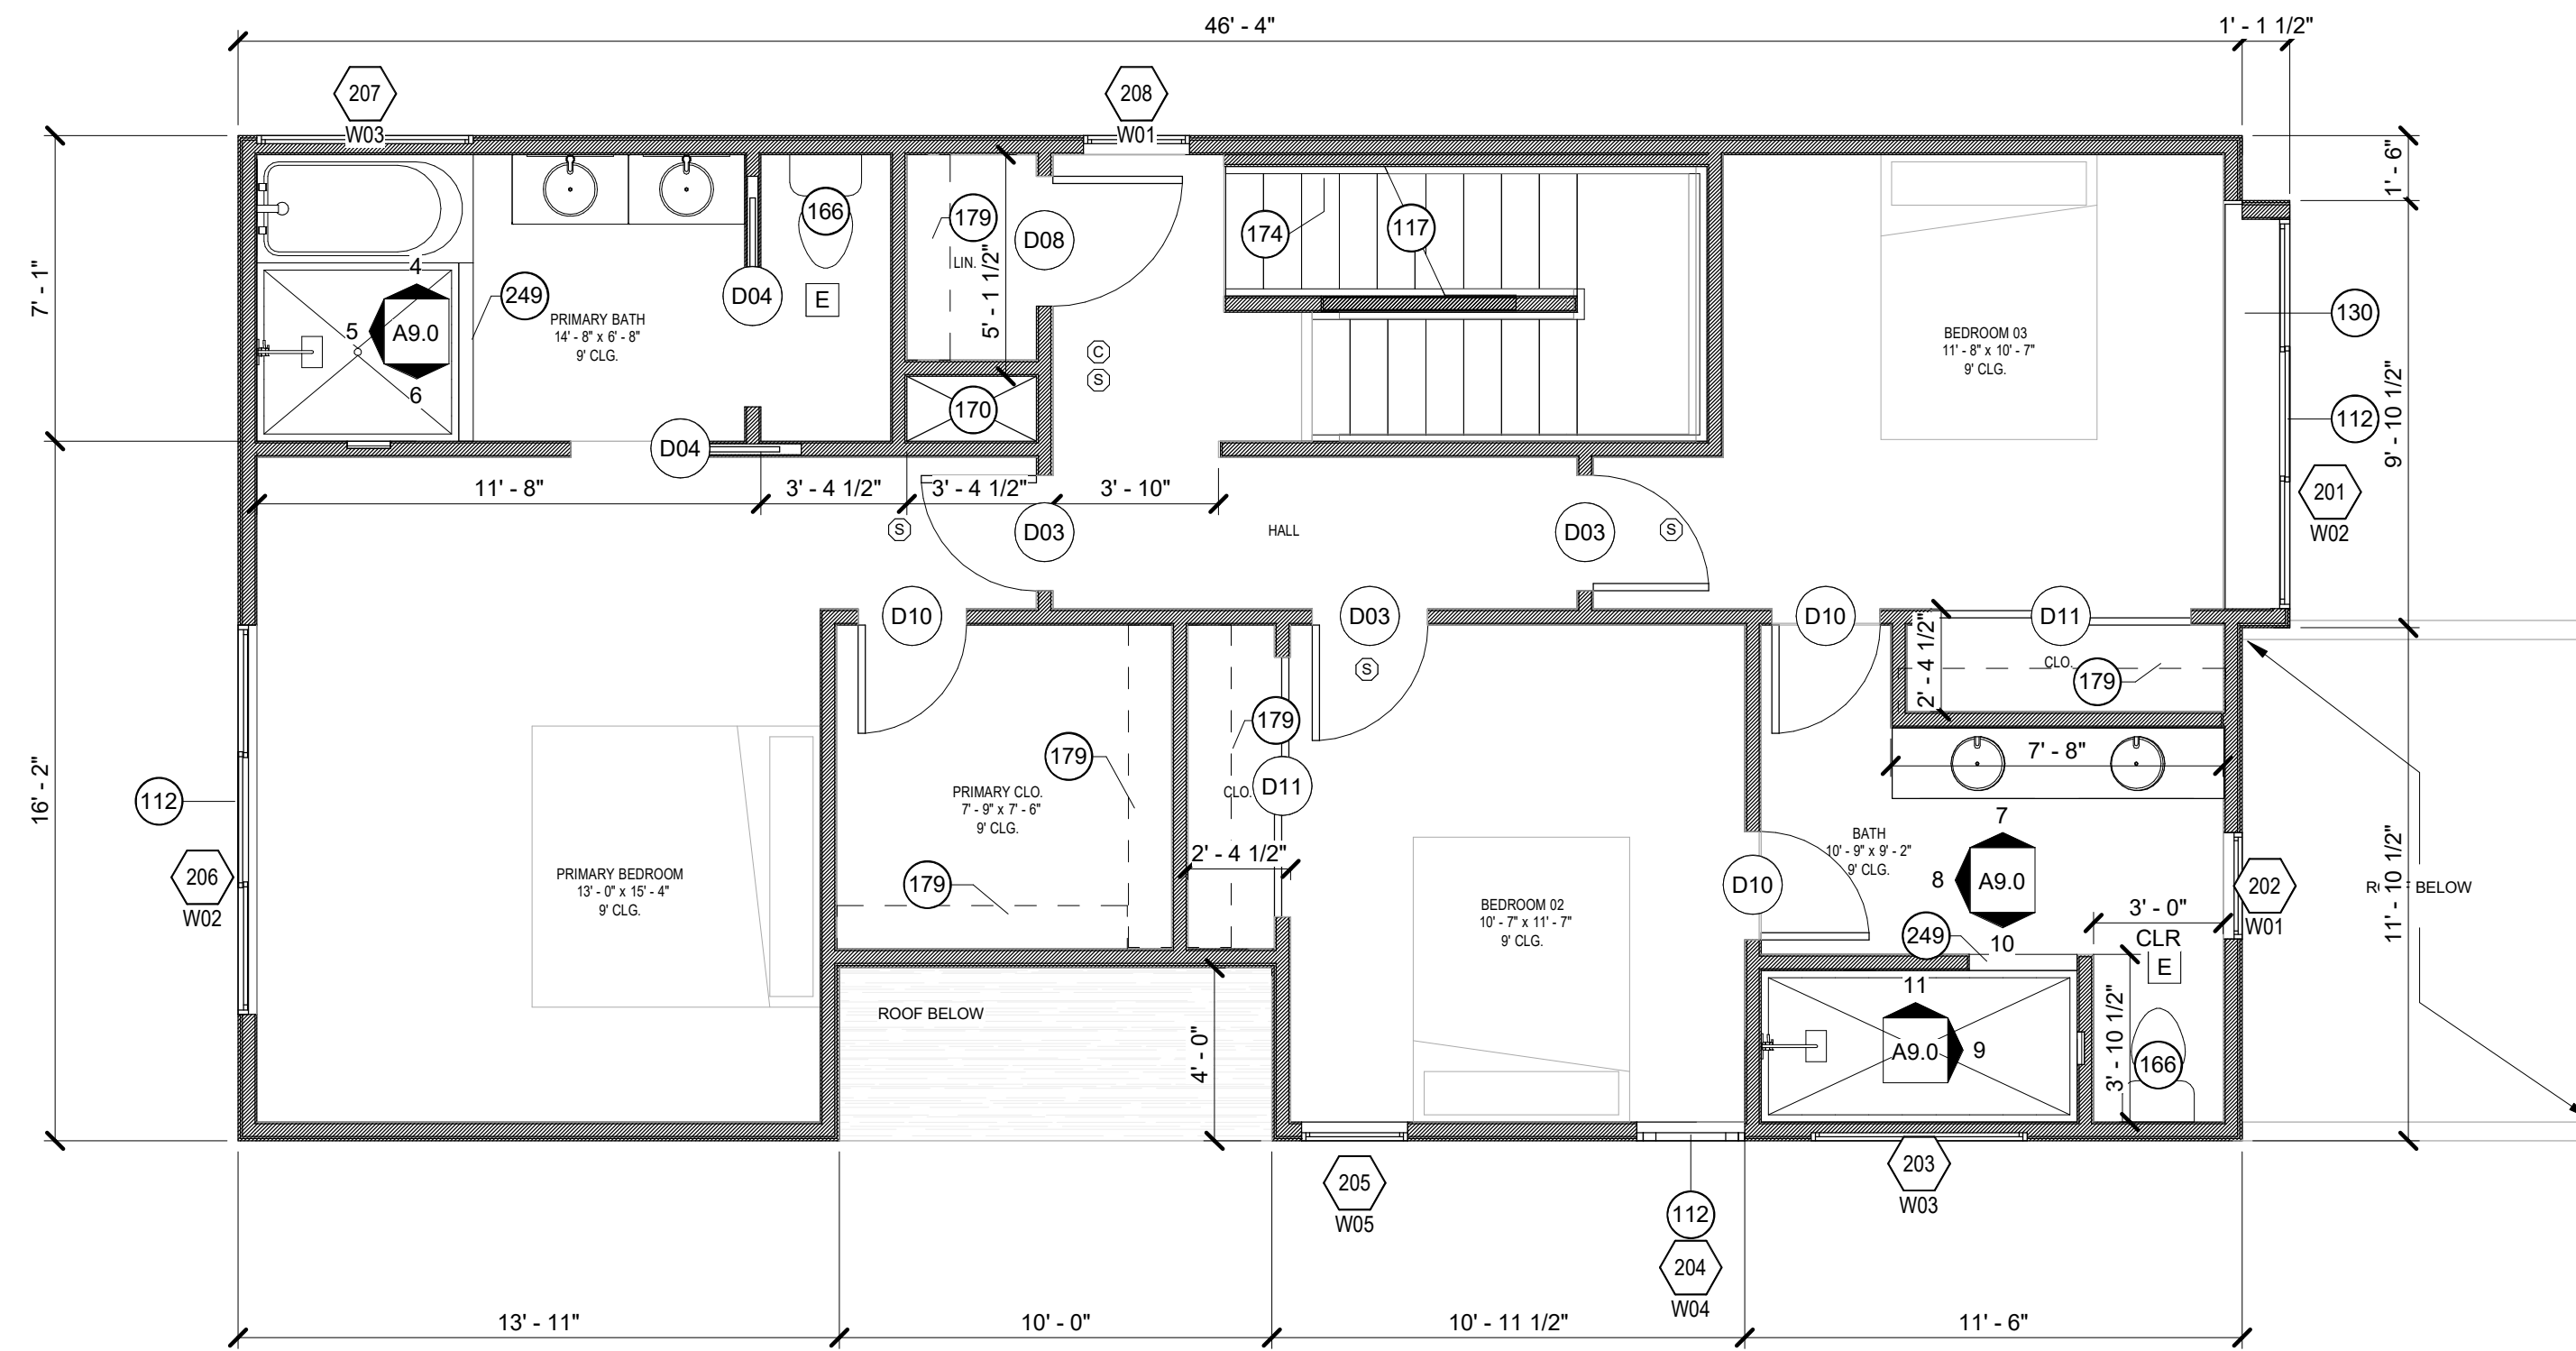 46' - 4"
1' - 1 1/2"
207
W03
208
W01
1' - 6"
7' - 1"
166
179
D08
LIN.
5' - 1 1/2"
174
117
4
249
D04
E
5
A9.0
6
PRIMARY BATH
14' - 8" x 6' - 8"
9' CLG.
C
S
170
BEDROOM 03
11' - 8" x 10' - 7"
9' CLG.
130
112
9' - 10 1/2"
201
W02
D04
11' - 8"
3' - 4 1/2"
3' - 4 1/2"
3' - 10"
S
D03
HALL
D03
S
D10
D03
D10
D11
S
2' - 4 1/2"
CLO.
179
179
179
7' - 8"
16' - 2"
112
206
W02
PRIMARY CLO.
7' - 9" x 7' - 6"
9' CLG.
CLO.
D11
2' - 4 1/2"
179
PRIMARY BEDROOM
13' - 0" x 15' - 4"
9' CLG.
BEDROOM 02
10' - 7" x 11' - 7"
9' CLG.
D10
BATH
10' - 9" x 9' - 2"
9' CLG.
7
8
A9.0
10
249
3' - 0"
CLR
E
202
W01
11' - 10 1/2"
BELOW
ROOF BELOW
4' - 0"
11
A9.0
9
3' - 10 1/2"
166
205
W05
112
204
W04
203
W03
13' - 11"
10' - 0"
10' - 11 1/2"
11' - 6"